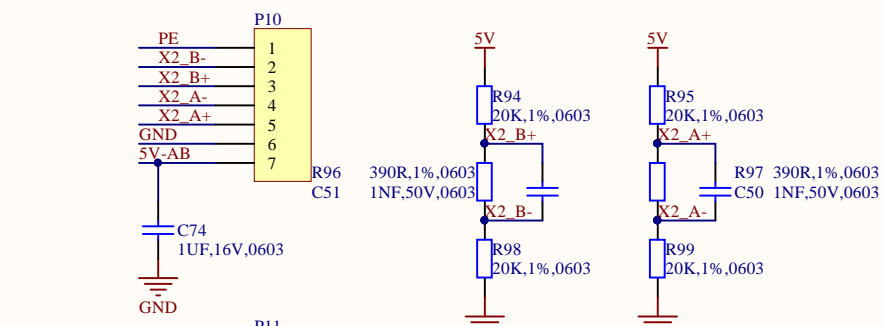 P10
PE
1
X2_B-
2
X2_B+
3
X2_A-
4
X2_A+
5
GND
6
5V-AB
7
C74
1UF,16V,0603
GND
5V
R94
20K,1%,0603
X2_B+
R96 390R,1%,0603
C51 1NF,50V,0603
X2_B-
R98
20K,1%,0603
5V
R95
20K,1%,0603
X2_A+
R97 390R,1%,0603
C50 1NF,50V,0603
X2_A-
R99
20K,1%,0603
P11